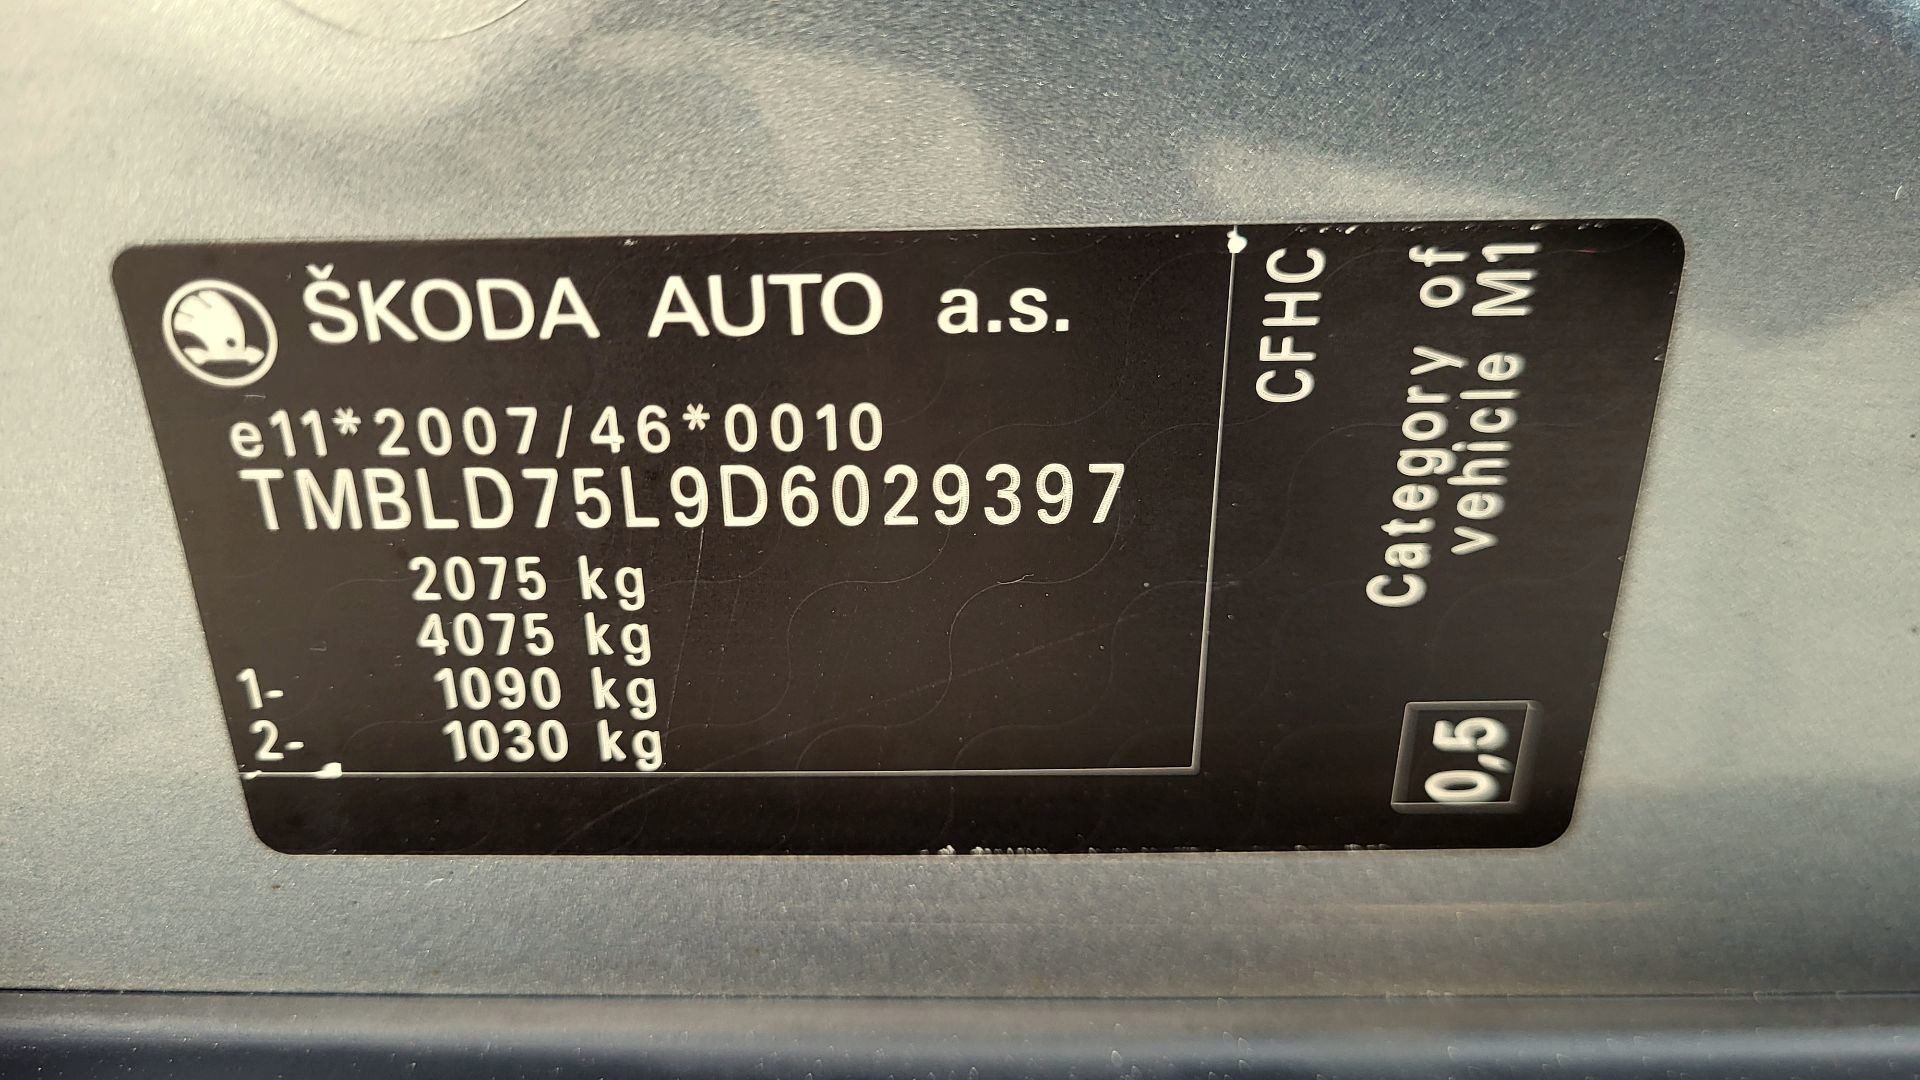 ŠKODA AUTO a.s.
e11*2007/46*0010
TMBLD75L9D6029397
2075 kg
4075 kg
1- 1090 kg
2- 1030 kg
CFHC
Category of
vehicle M1
0,5